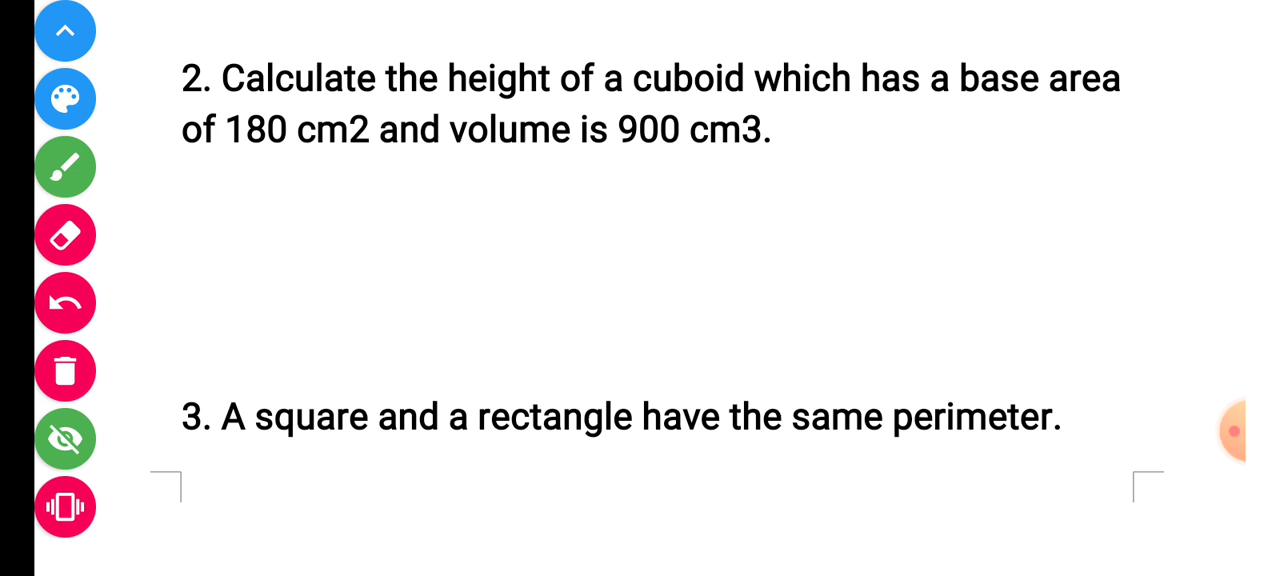 2. Calculate the height of a cuboid which has a base area
of 180 cm2 and volume is 900 cm3.
3. A square and a rectangle have the same perimeter.